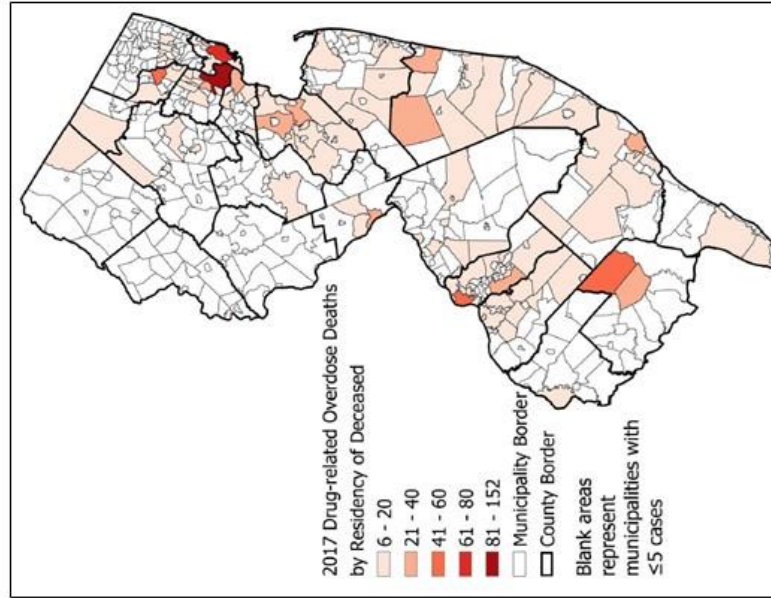 2017 Drug-related Overdose Deaths
by Residency of Deceased
6 - 20
21 - 40
41 - 60
61 - 80
81 - 152
Municipality Border
County Border
Blank areas
represent
municipalities with
≤5 cases